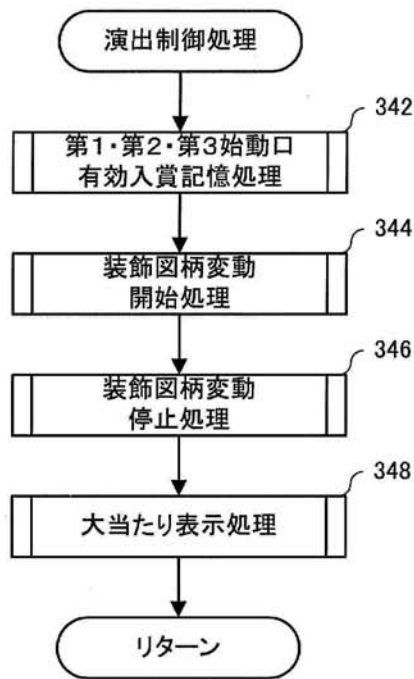 演出制御処理
342
第1・第2・第3始動口
有効入賞記憶処理
344
装飾図柄変動
開始処理
346
装飾図柄変動
停止処理
348
大当たり表示処理
リターン